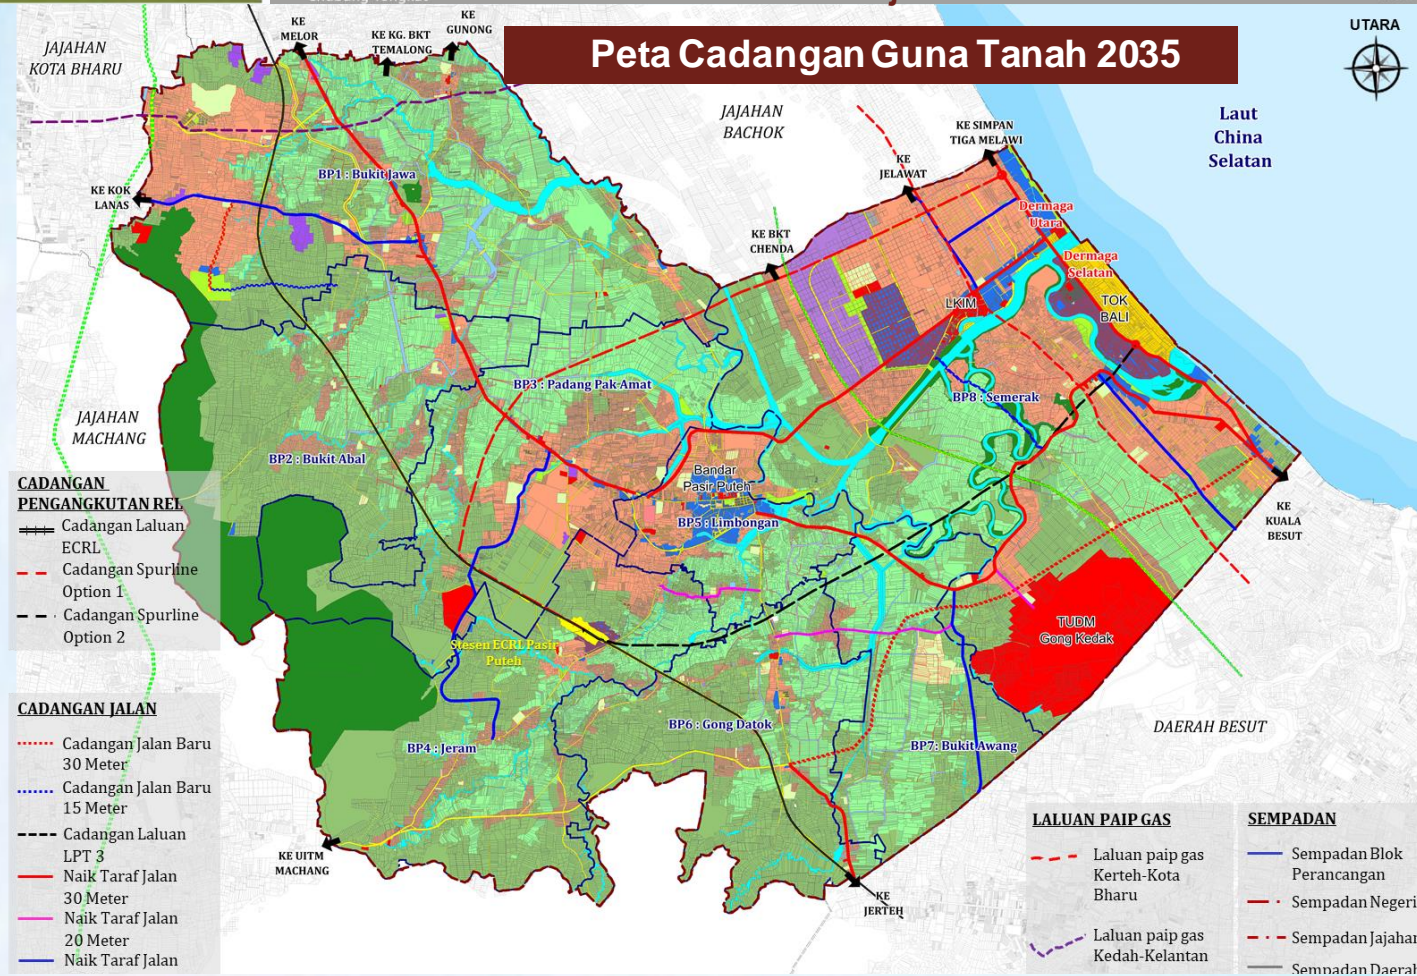 Peta Cadangan Guna Tanah 2035
UTARA
KE
MELOR
KE KG. BKT
TEMALONG
KE
GUNONG
JAJAHAN
KOTA BHARU
JAJAHAN
BACHOK
Laut
China
Selatan
KE SIMPAN
TIGA MELAWI
KE
JELAWAT
BP1 : Bukit Jawa
KE KOK
LANAS
Dermaga
Utara
KE BKT
CHENDA
Dermaga
Selatan
LKIM
TOK
BALI
BP3 : Padang Pak Amat
BP8 : Semerak
JAJAHAN
MACHANG
BP2 : Bukit Abal
Bandar
Pasir Puteh
BP5 : Limbongan
KE
KUALA
BESUT
CADANGAN
PENGANGKUTAN REL
Cadangan Laluan
ECRL
Cadangan Spurline
Option 1
Cadangan Spurline
Option 2
TUDM
Gong Kedak
Stesen ECRL Pasir
Puteh
BP6 : Gong Datok
BP4 : Jeram
BP7: Bukit Awang
DAERAH BESUT
CADANGAN JALAN
Cadangan Jalan Baru
30 Meter
Cadangan Jalan Baru
15 Meter
Cadangan Laluan
LPT 3
Naik Taraf Jalan
30 Meter
Naik Taraf Jalan
20 Meter
Naik Taraf Jalan
KE UITM
MACHANG
KE
JERTEH
LALUAN PAIP GAS
Laluan paip gas
Kerteh-Kota
Bharu
Laluan paip gas
Kedah-Kelantan
SEMPADAN
Sempadan Blok
Perancangan
Sempadan Negeri
Sempadan Jajahan
Sempadan Daerah